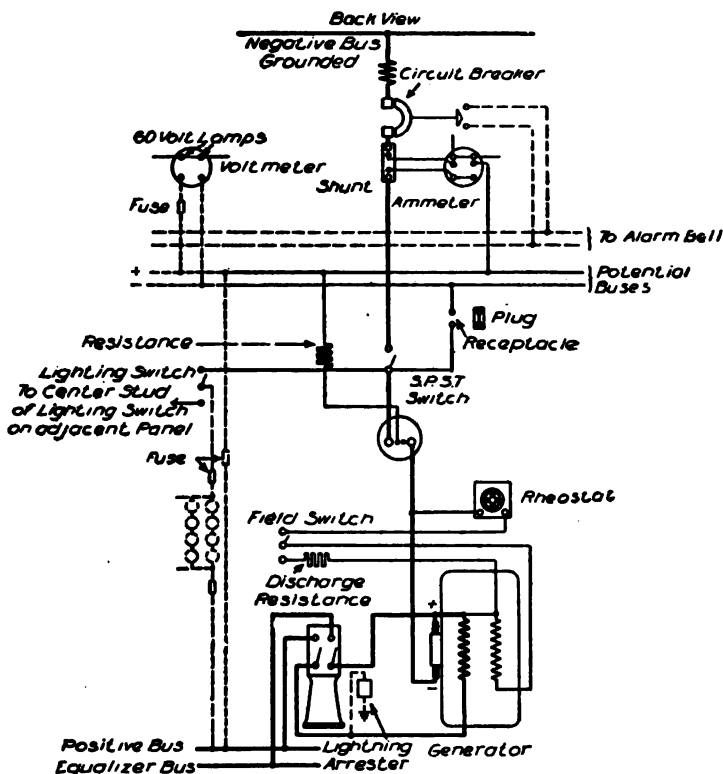 Back View
Negative Bus
Grounded
Circuit Breaker
60 Volt Lamps
Voltmeter
Shunt
Ammeter
Fuse
To Alarm Bell
+
Potential
-
Buses
Plug
Receptacle
Resistance
Lighting Switch
S.P.S.T
Switch
To Center Stud
of Lighting Switch
on adjacent Panel
Fuse
Rheostat
Field Switch
Discharge
Resistance
+
-
Positive Bus
Lightning
Arrester
Generator
Equalizer Bus